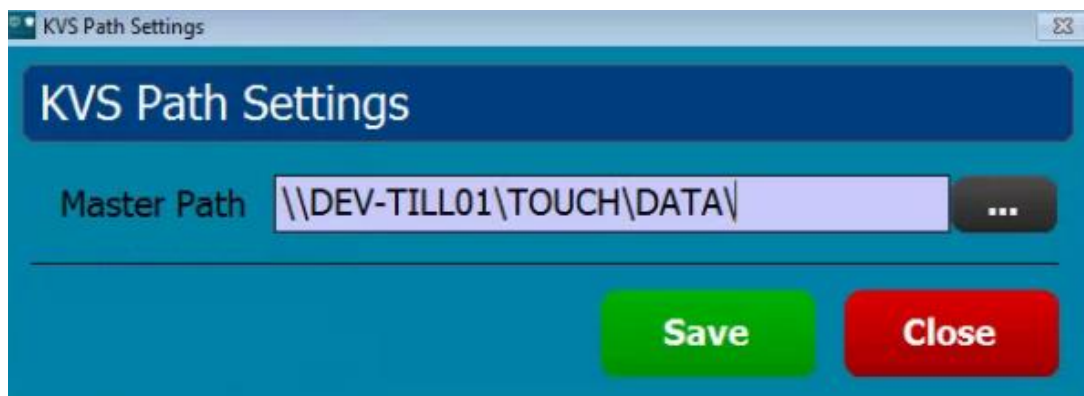 KVS Path Settings
KVS Path Settings
Master Path \\DEV-TILL01\TOUCH\DATA\
...
Save
Close